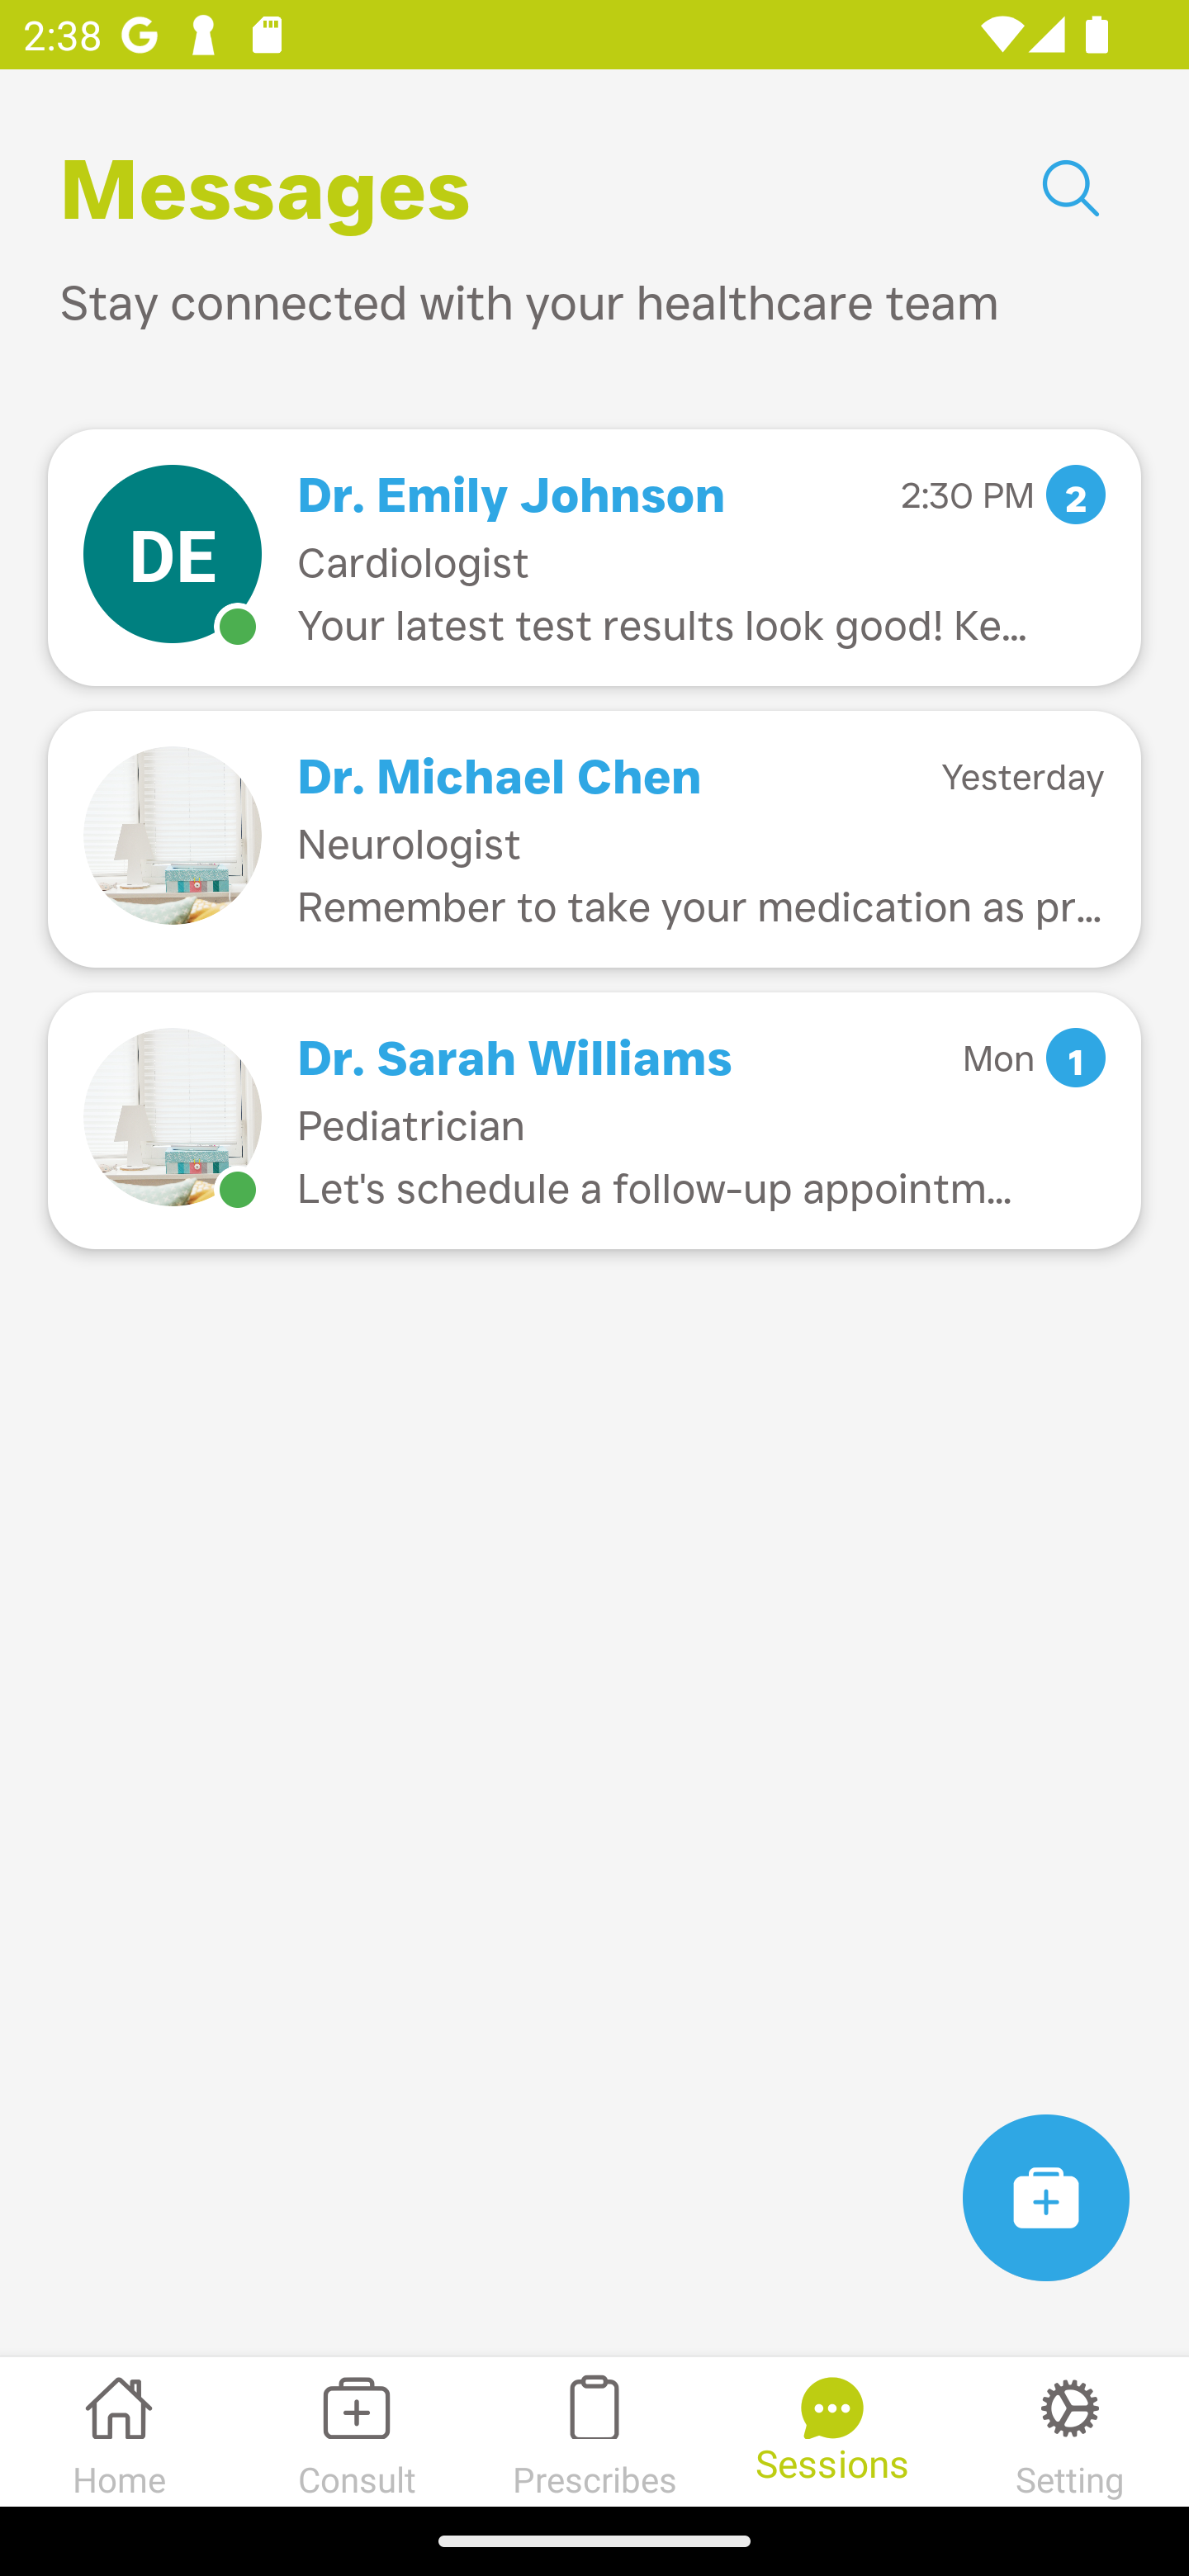 2:38
Messages
Stay connected with your healthcare team
DE
Dr. Emily Johnson
2:30 PM
2
Cardiologist
Your latest test results look good! Ke...
Dr. Michael Chen
Yesterday
Neurologist
Remember to take your medication as pr...
Dr. Sarah Williams
Mon
1
Pediatrician
Let's schedule a follow-up appointm...
Home
Consult
Prescribes
Sessions
Setting